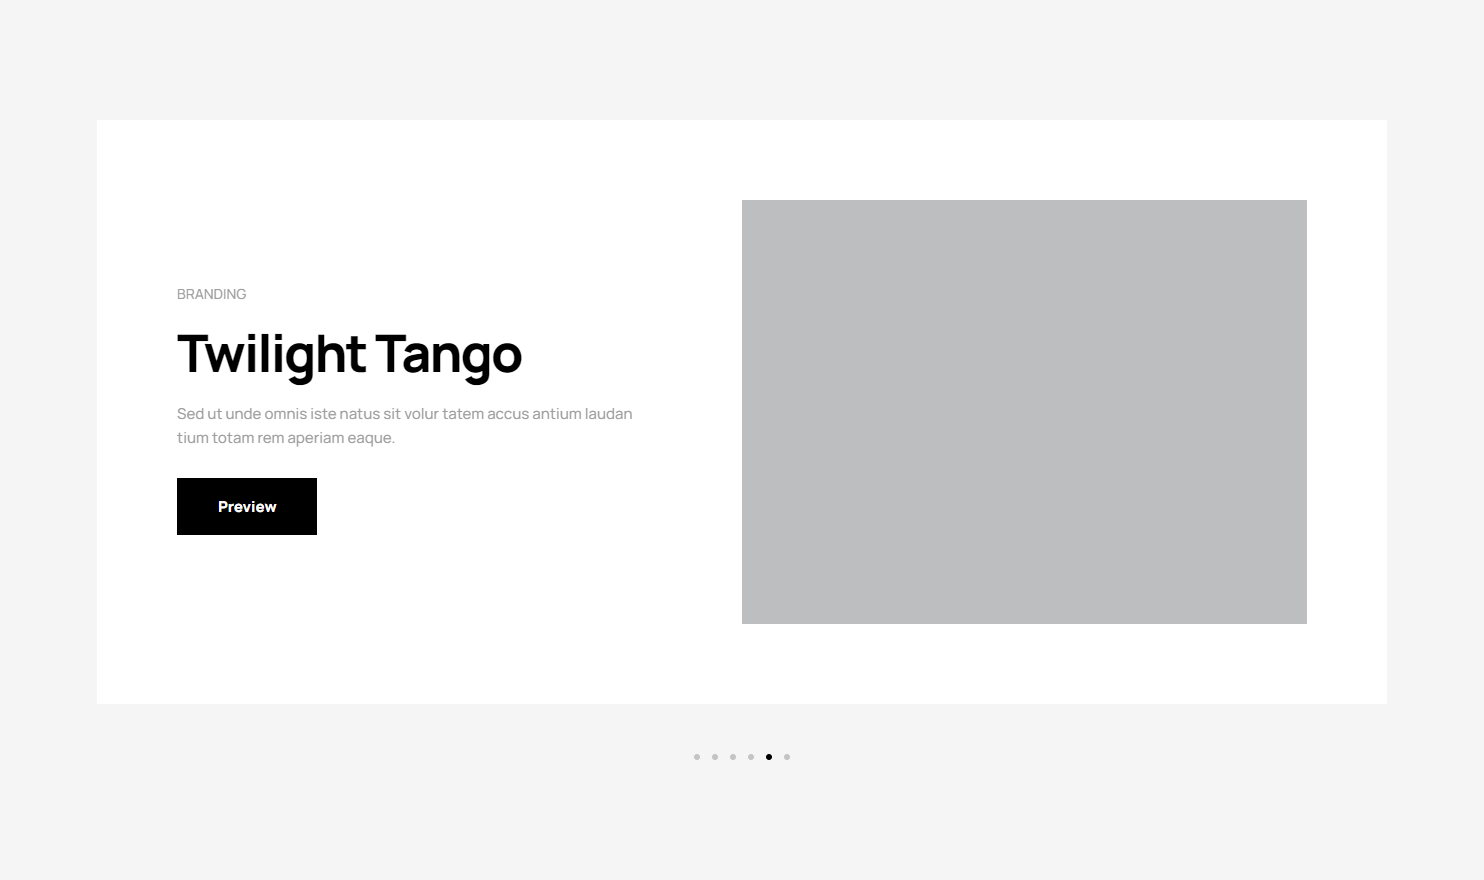 BRANDING
Twilight Tango
Sed ut unde omnis iste natus sit volur tatem accus antium laudan
tium totam rem aperiam eaque.
Preview